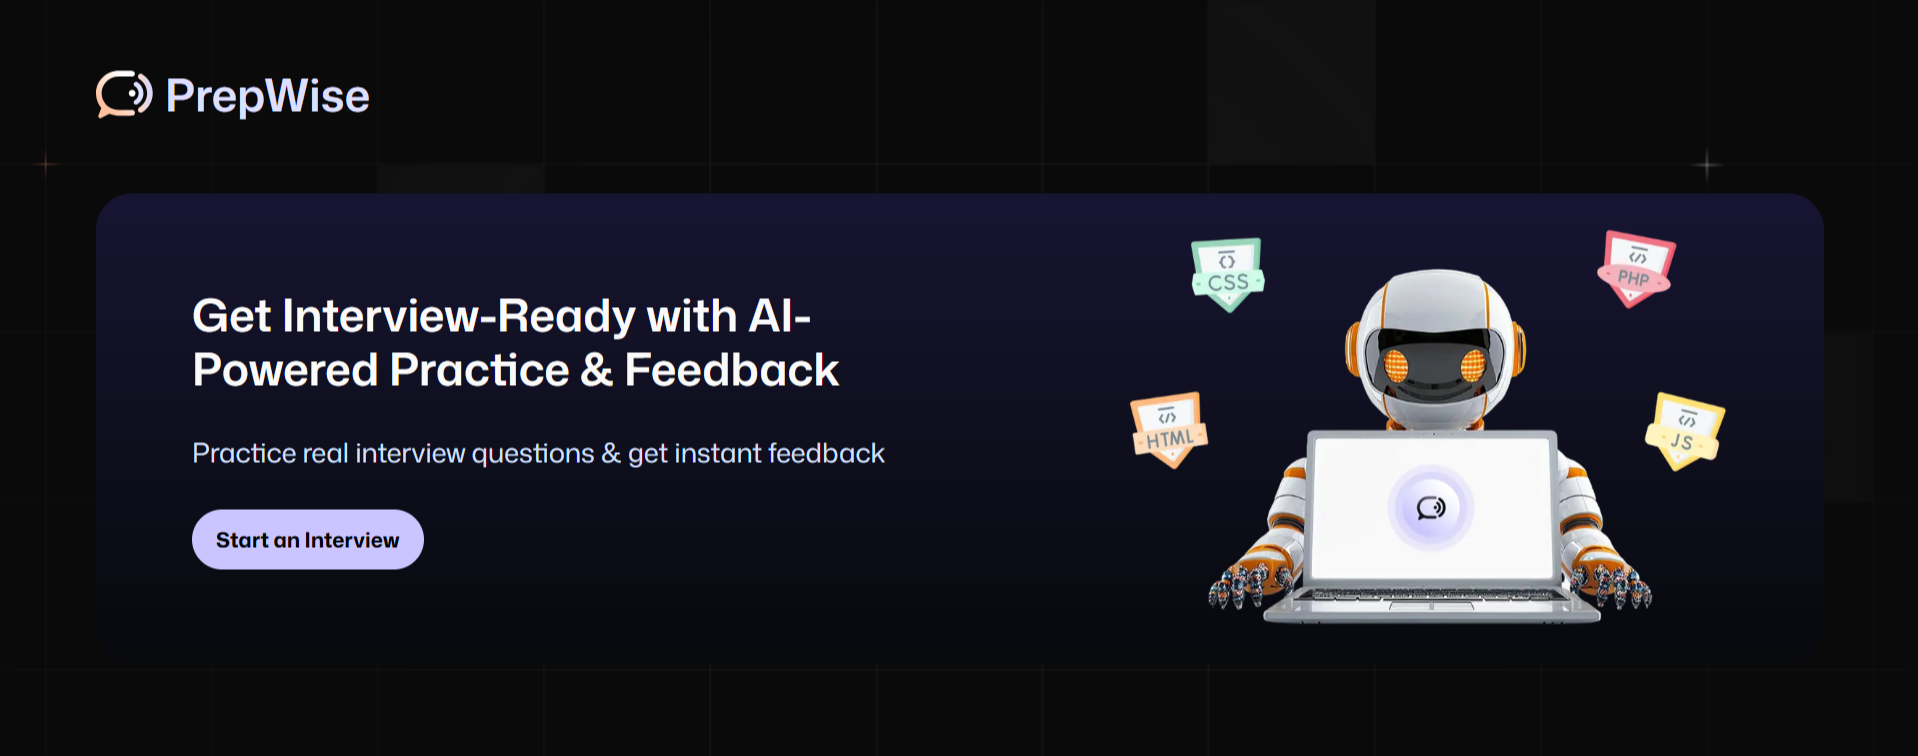 PrepWise
Get Interview-Ready with AI-
Powered Practice & Feedback
Practice real interview questions & get instant feedback
Start an Interview
CSS
PHP
HTML
JS